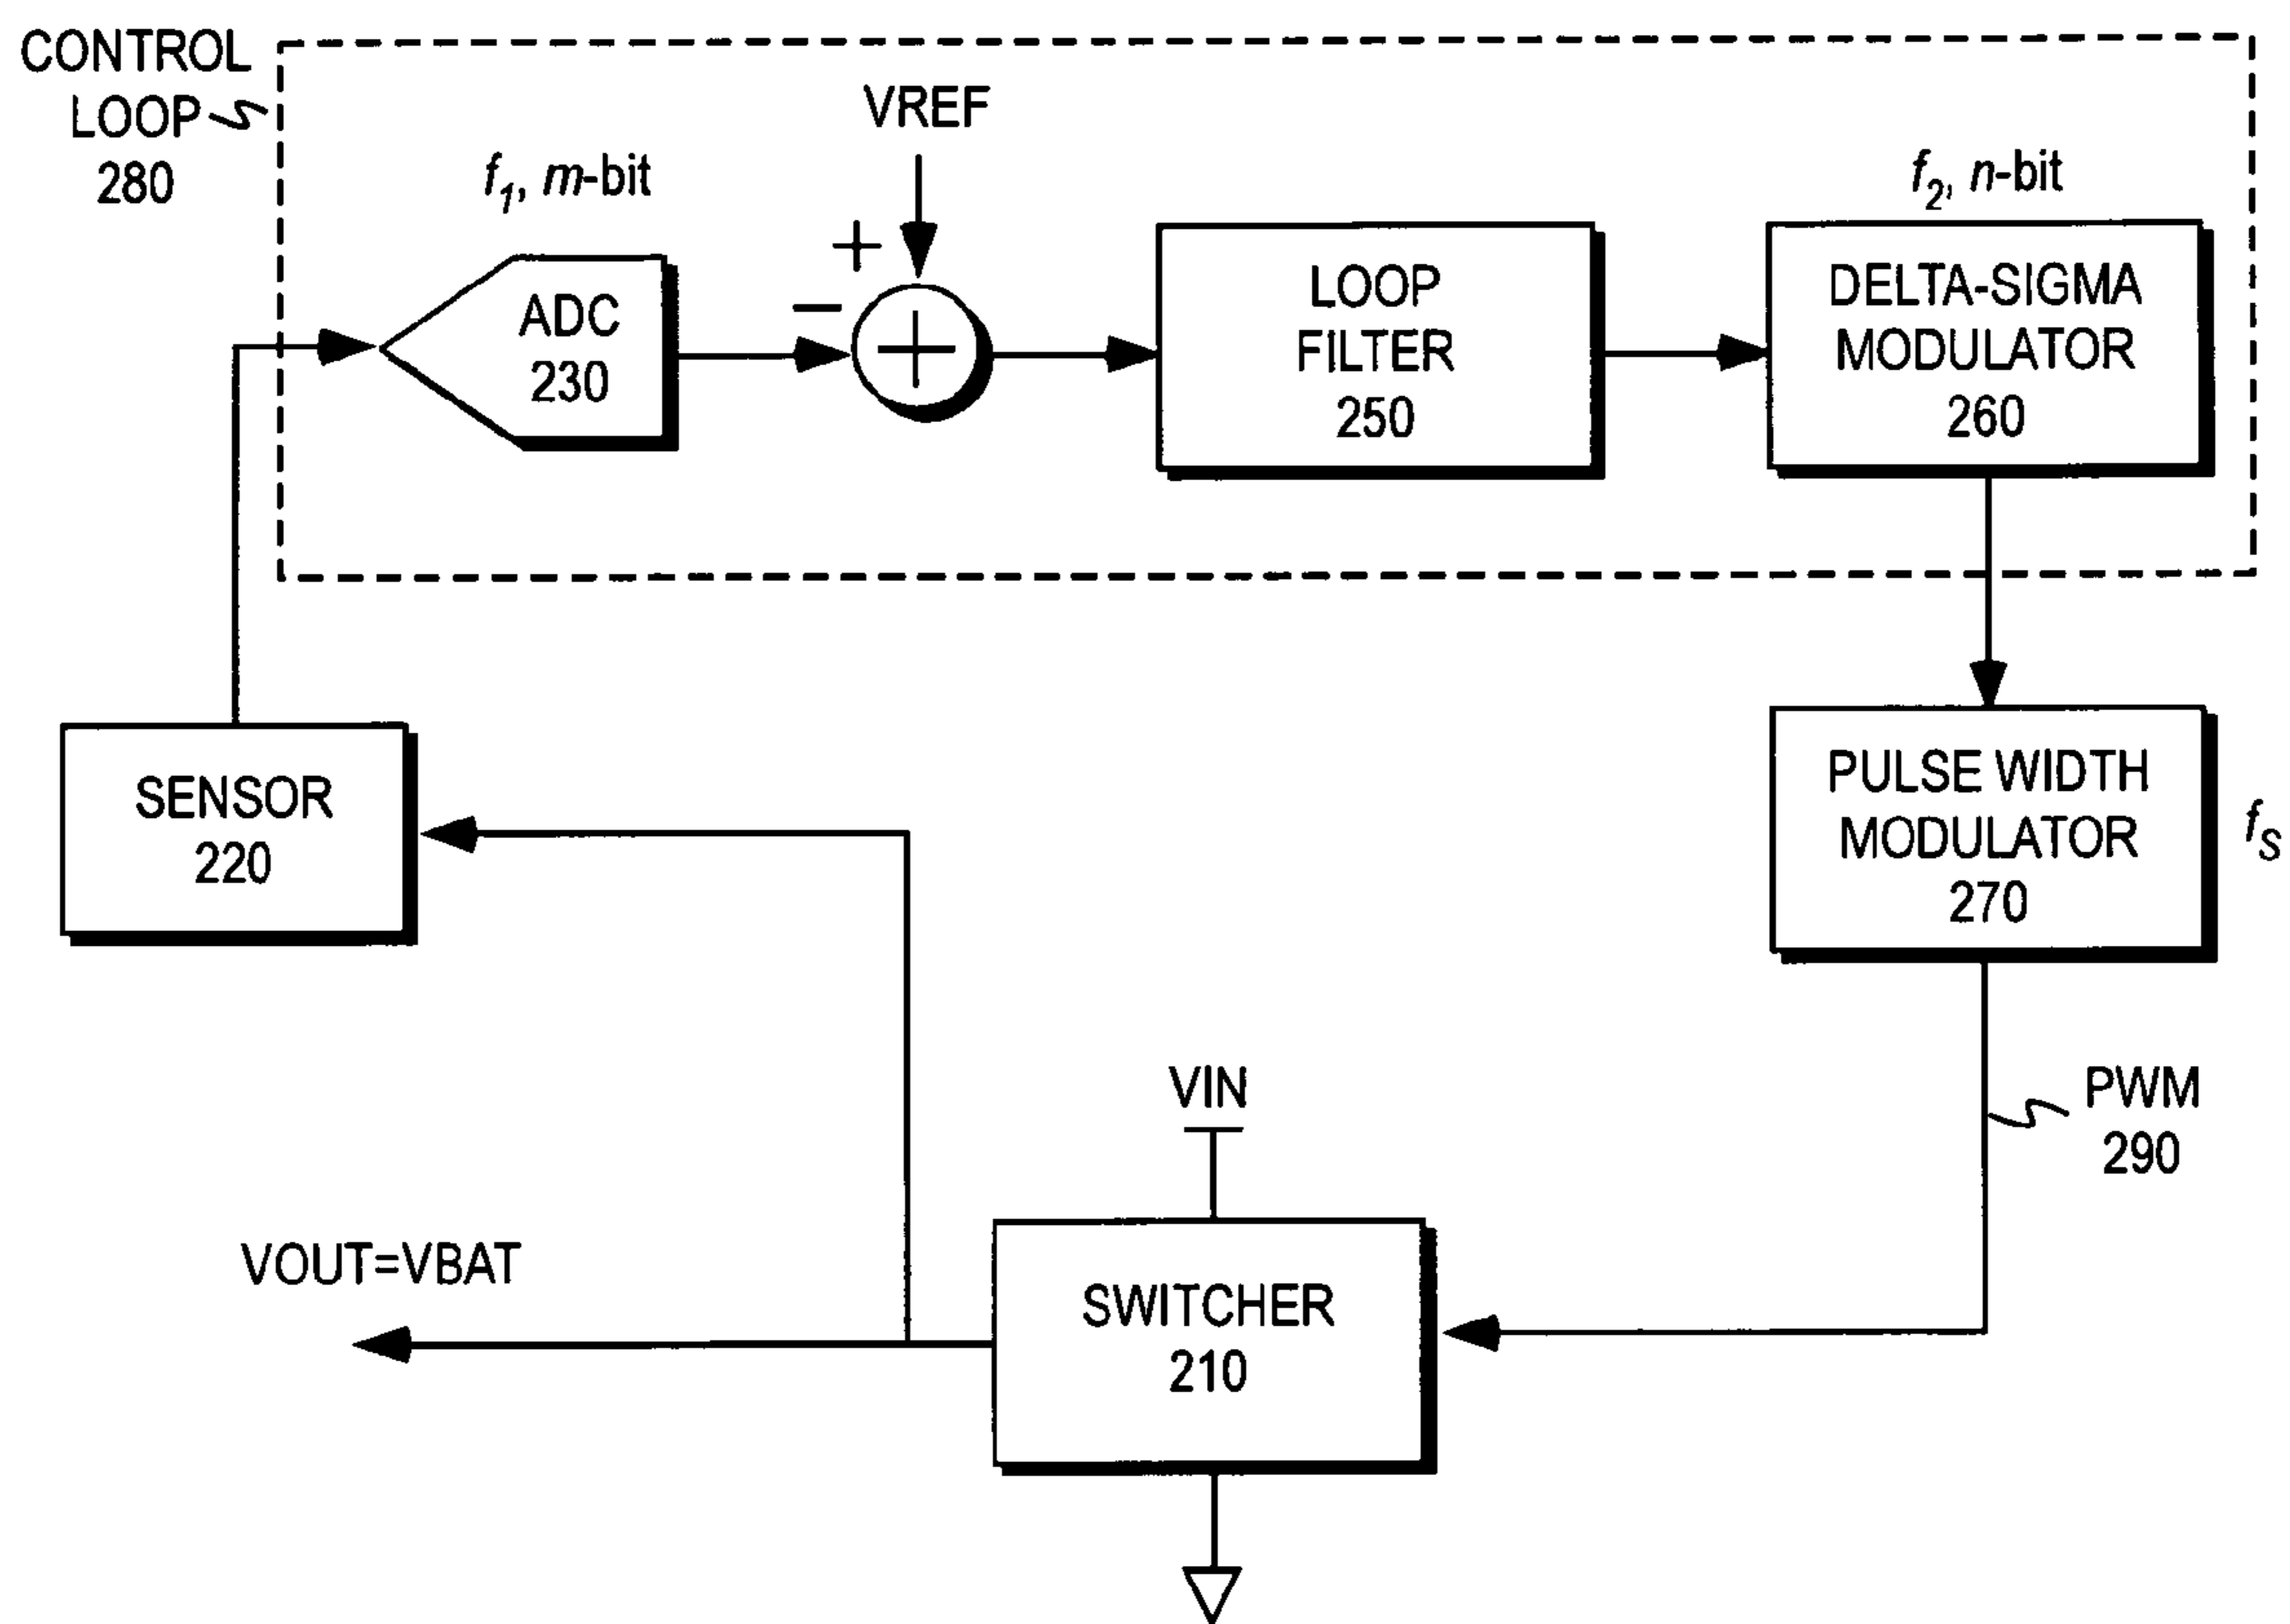 CONTROL
LOOP
280
VREF
f1, m-bit
f2, n-bit
+
−
ADC
230
+
LOOP
FILTER
250
DELTA-SIGMA
MODULATOR
260
SENSOR
220
PULSE WIDTH
MODULATOR
270
fS
VIN
PWM
290
VOUT=VBAT
SWITCHER
210